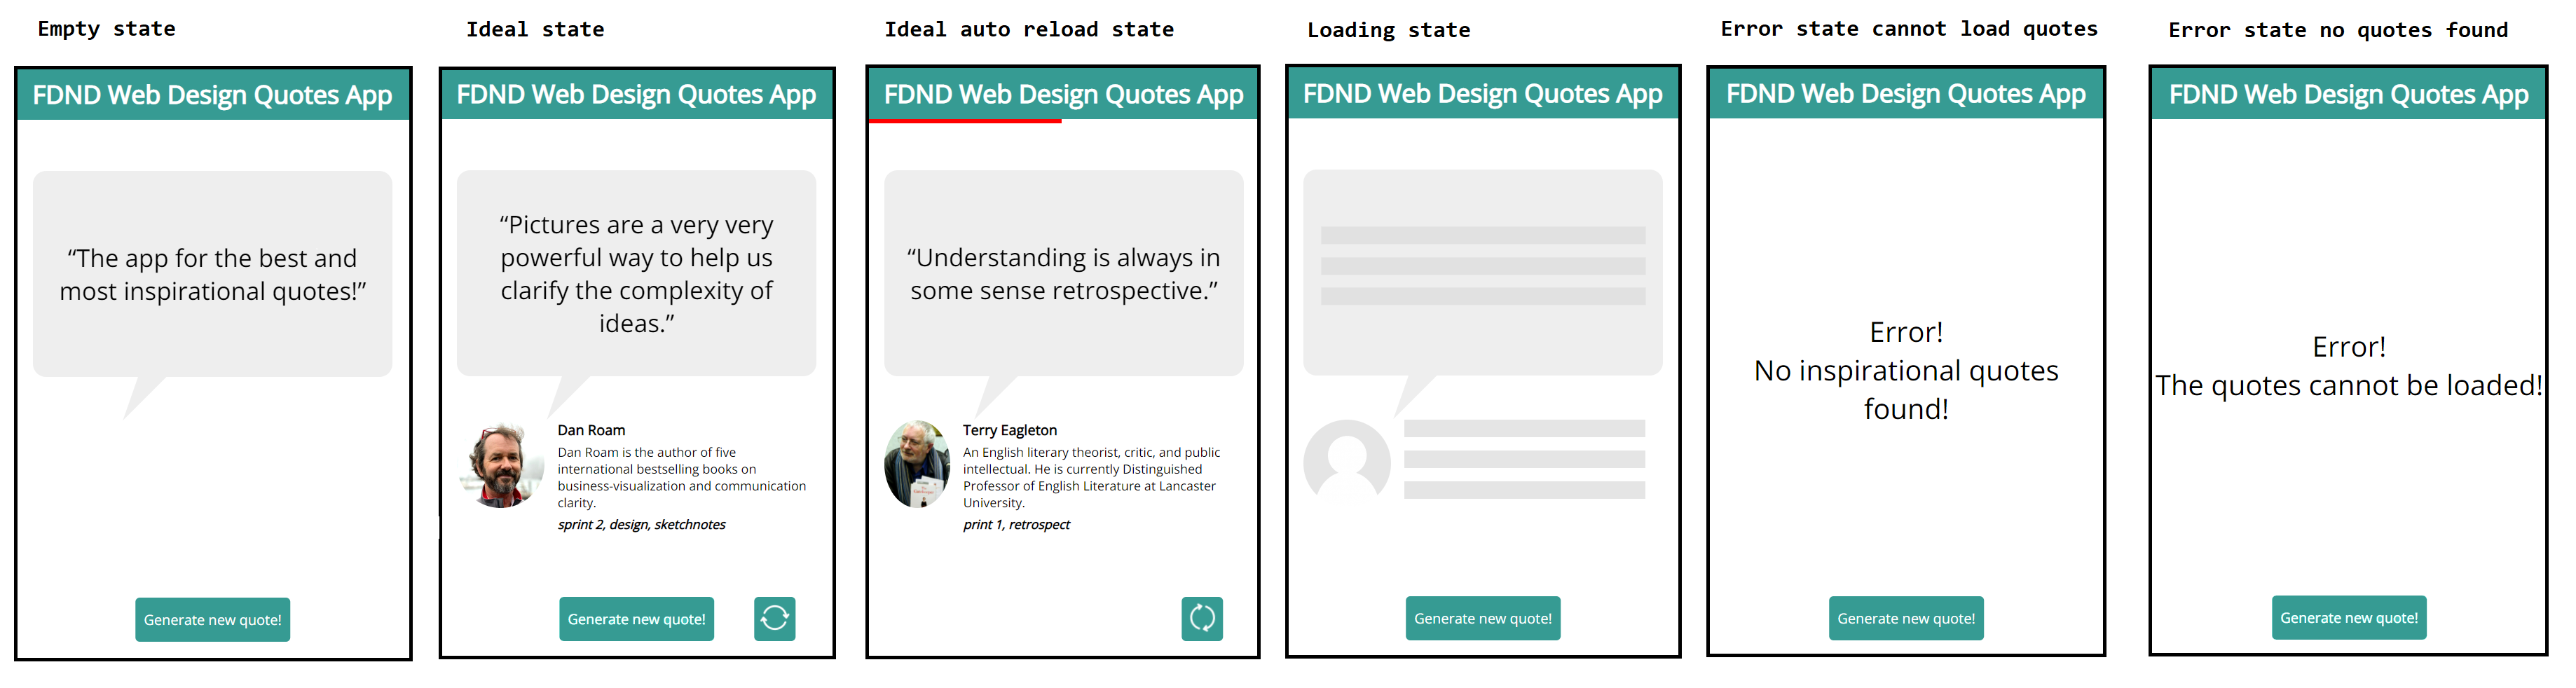 Empty state
FDND Web Design Quotes App
“The app for the best and
most inspirational quotes!”
Generate new quote!
Ideal state
FDND Web Design Quotes App
“Pictures are a very very
powerful way to help us
clarify the complexity of
ideas.”
Dan Roam
Dan Roam is the author of five
international bestselling books on
business-visualization and communication
clarity.
sprint 2, design, sketchnotes
Generate new quote!
Ideal auto reload state
FDND Web Design Quotes App
“Understanding is always in
some sense retrospective.”
Terry Eagleton
An English literary theorist, critic, and public
intellectual. He is currently Distinguished
Professor of English Literature at Lancaster
University.
print 1, retrospect
Loading state
FDND Web Design Quotes App
Generate new quote!
Error state cannot load quotes
FDND Web Design Quotes App
Error!
No inspirational quotes
found!
Generate new quote!
Error state no quotes found
FDND Web Design Quotes App
Error!
The quotes cannot be loaded!
Generate new quote!